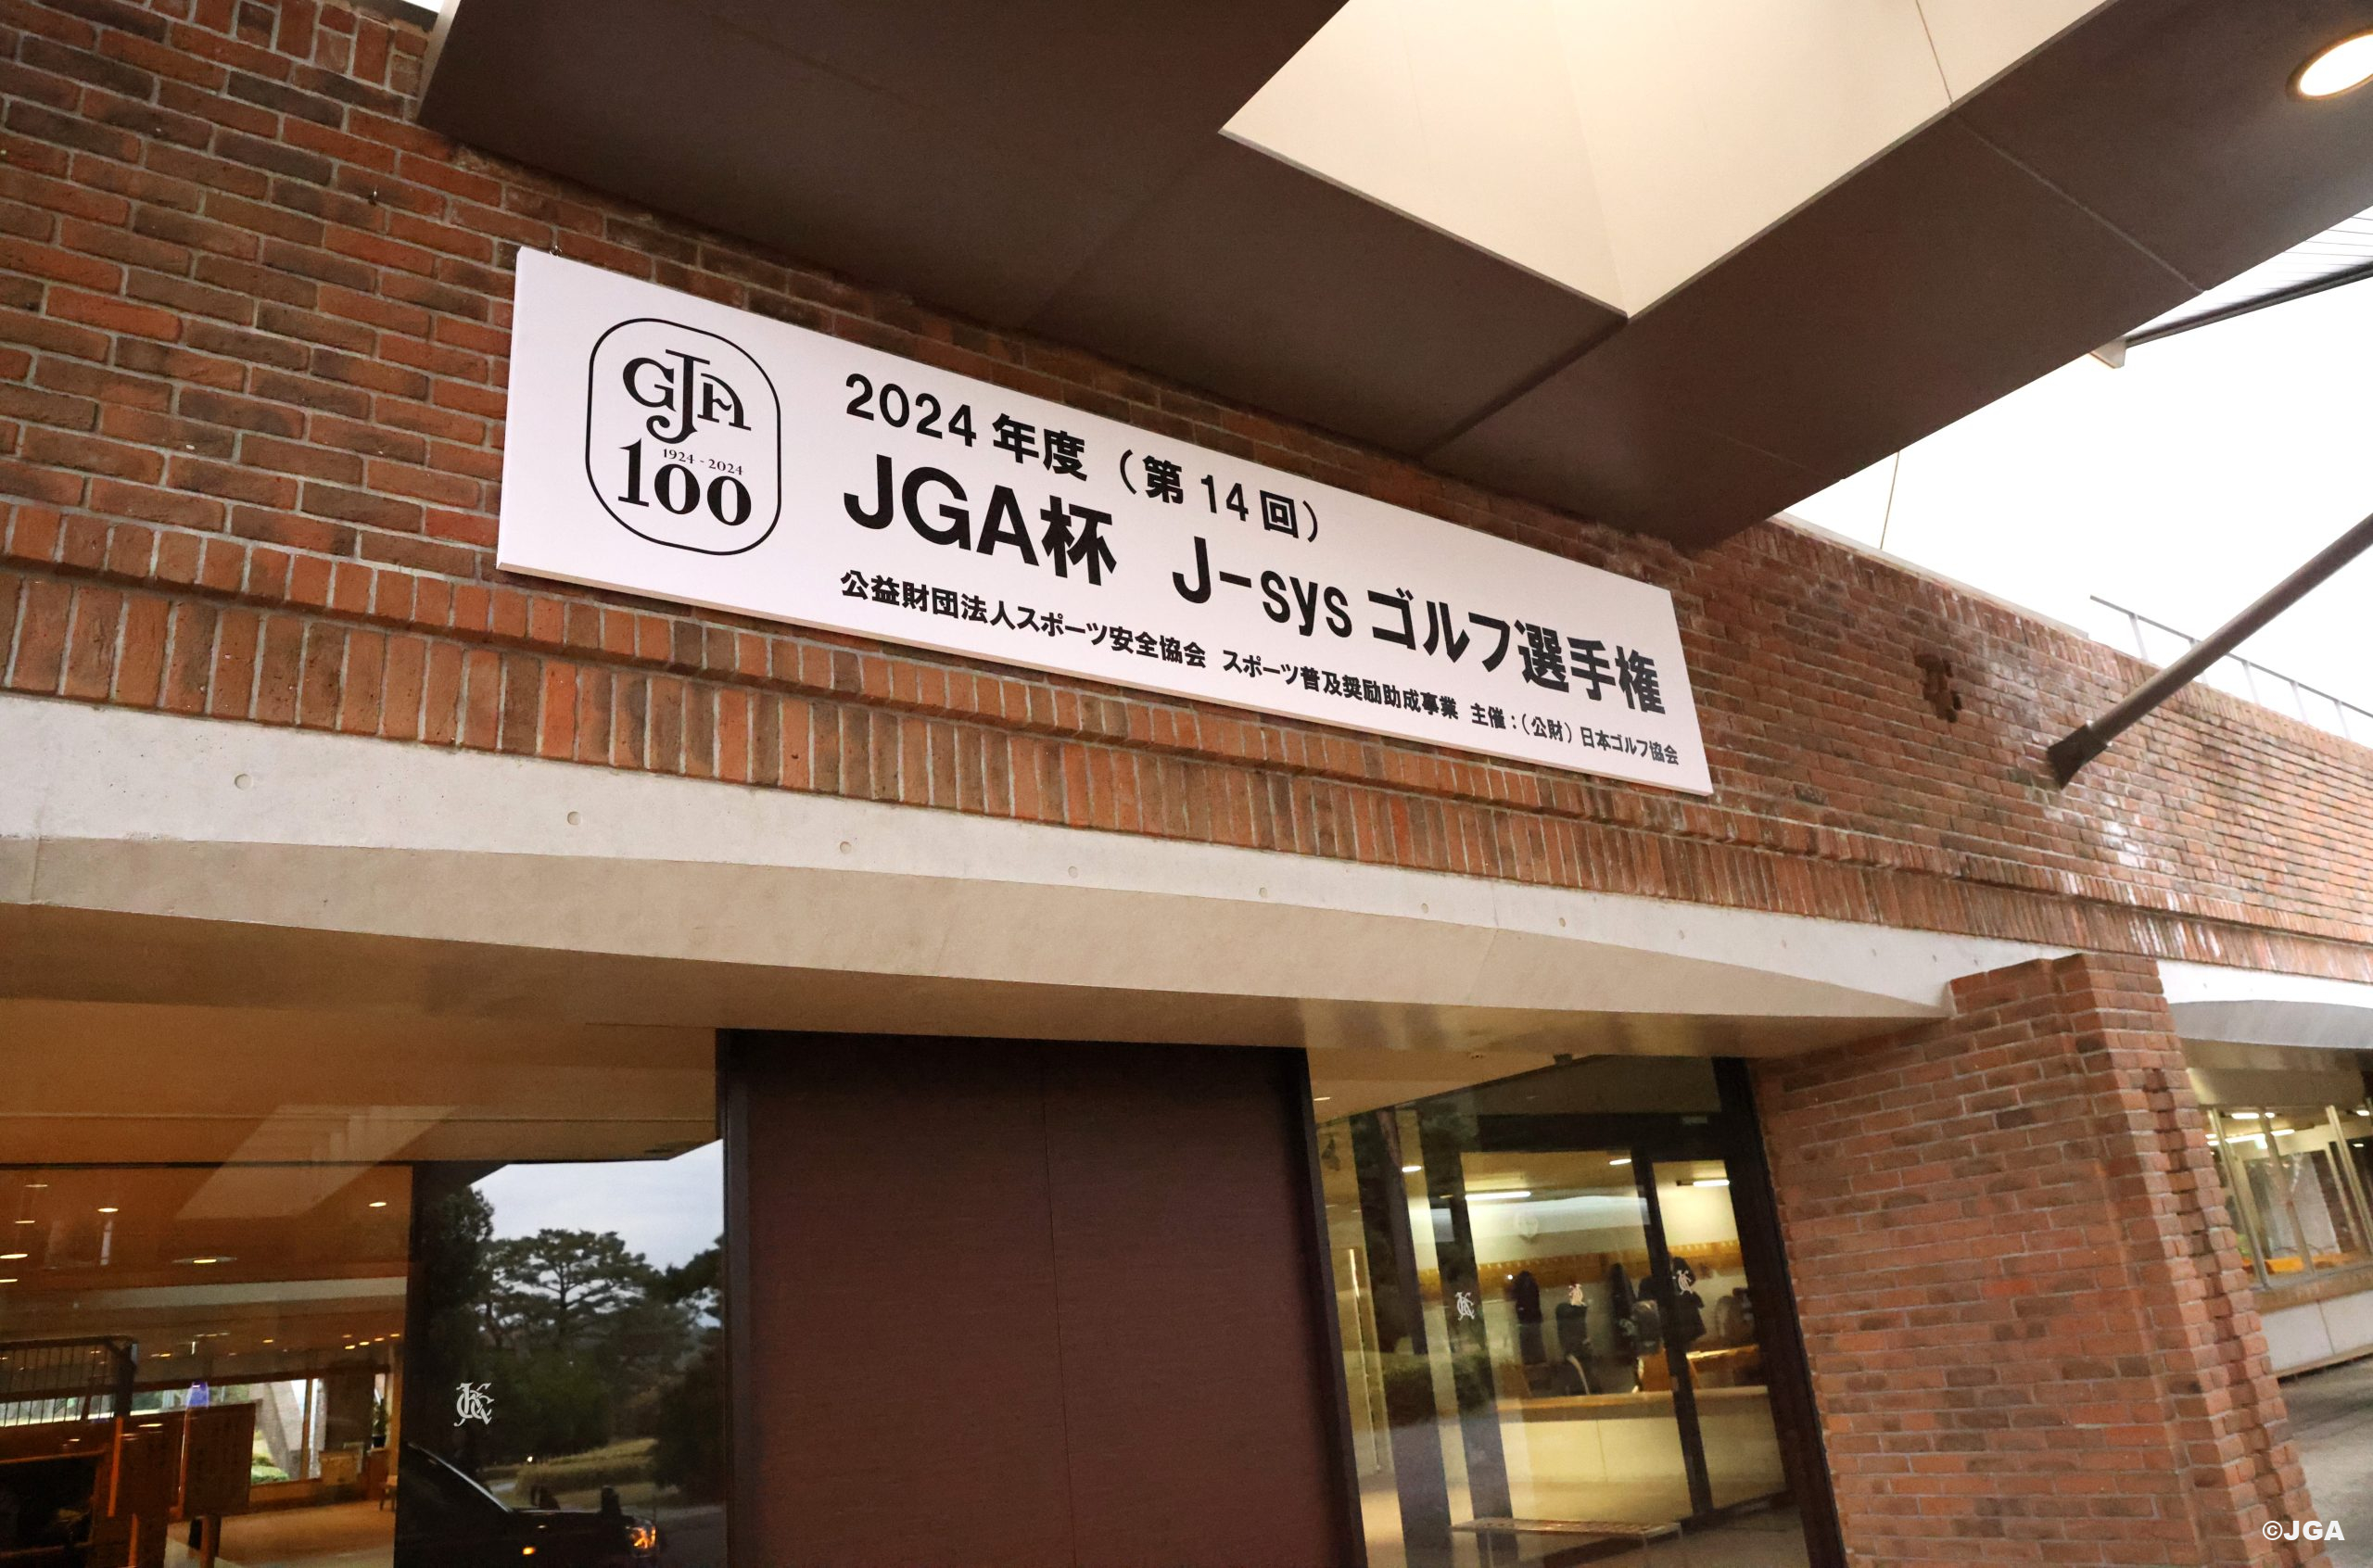 GJA
1924 - 2024
100
2024年度（第14回）
JGA杯 J-sysゴルフ選手権
公益財団法人スポーツ安全協会 スポーツ普及奨励助成事業 主催：（公財）日本ゴルフ協会
©JGA